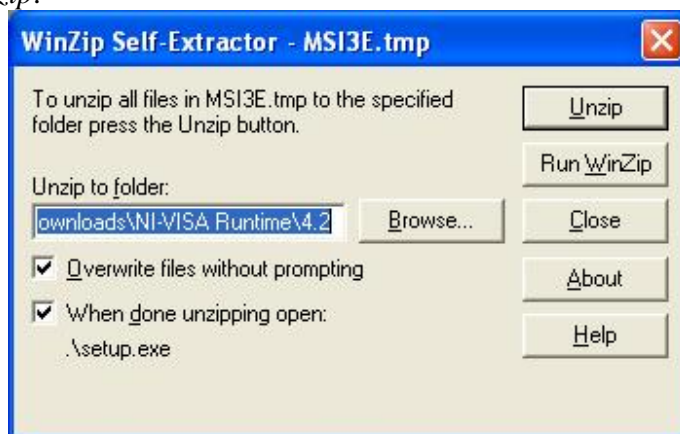 WinZip Self-Extractor - MSI3E.tmp
To unzip all files in MSI3E.tmp to the specified
folder press the Unzip button.
Unzip to folder:
ownloads\NI-VISA Runtime\4.2
Browse...
Overwrite files without prompting
When done unzipping open:
.\setup.exe
Unzip
Run WinZip
Close
About
Help